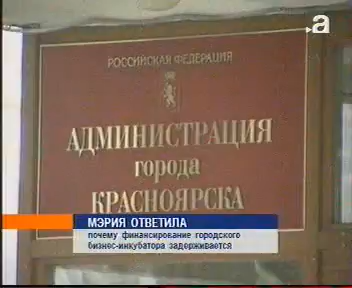 a
РОССИЙСКАЯ ФЕДЕРАЦИЯ
АДМИНИСТРАЦИЯ
города
КРАСНОЯРСКА
МЭРИЯ ОТВЕТИЛА
почему финансирование городского
бизнес-инкубатора задерживается